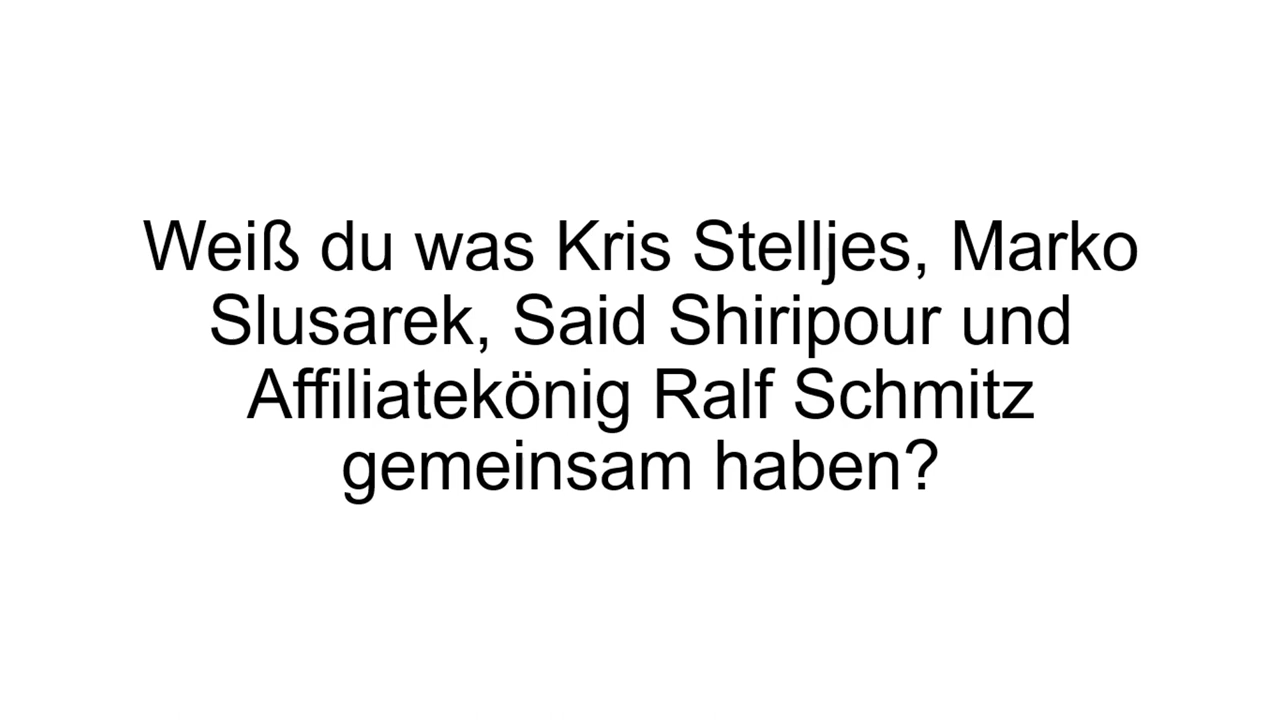 Weiß du was Kris Stelljes, Marko
Slusarek, Said Shiripour und
Affiliatekönig Ralf Schmitz
gemeinsam haben?